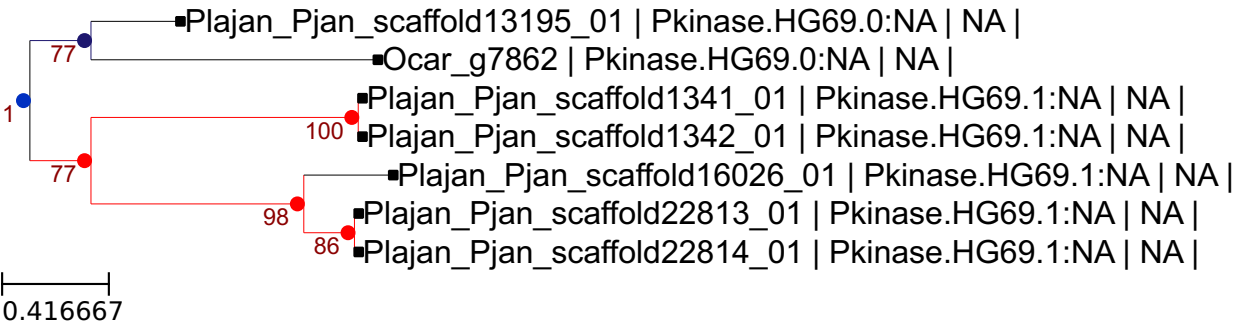 Plajan_Pjan_scaffold13195_01 | Pkinase.HG69.0:NA | NA |
77
Ocar_g7862 | Pkinase.HG69.0:NA | NA |
Plajan_Pjan_scaffold1341_01 | Pkinase.HG69.1:NA | NA |
1
100
Plajan_Pjan_scaffold1342_01 | Pkinase.HG69.1:NA | NA |
77
Plajan_Pjan_scaffold16026_01 | Pkinase.HG69.1:NA | NA |
98
Plajan_Pjan_scaffold22813_01 | Pkinase.HG69.1:NA | NA |
86
Plajan_Pjan_scaffold22814_01 | Pkinase.HG69.1:NA | NA |
0.416667